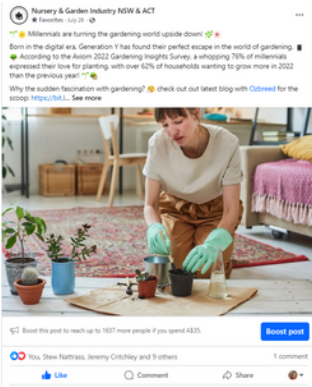 Nursery & Garden Industry NSW & ACT
Favorites · July 26 ·
🌱🌼 Millennials are turning the gardening world upside down! 🌿🌸
Born in the digital era, Generation Y has found their perfect escape in the world of gardening. 📱
🌳 According to the Axiom 2022 Gardening Insights Survey, a whopping 76% of millennials
expressed their love for planting, with over 62% of households wanting to grow more in 2022
than the previous year! 🌱
Why the sudden fascination with gardening? 🤔 check out out latest blog with Ozbreed for the
scoop: https://bit.l... See more
Boost this post to reach up to 1837 more people if you spend A$35.
Boost post
You, Stew Nattrass, Jeremy Critchley and 9 others
1 comment
Like
Comment
Share